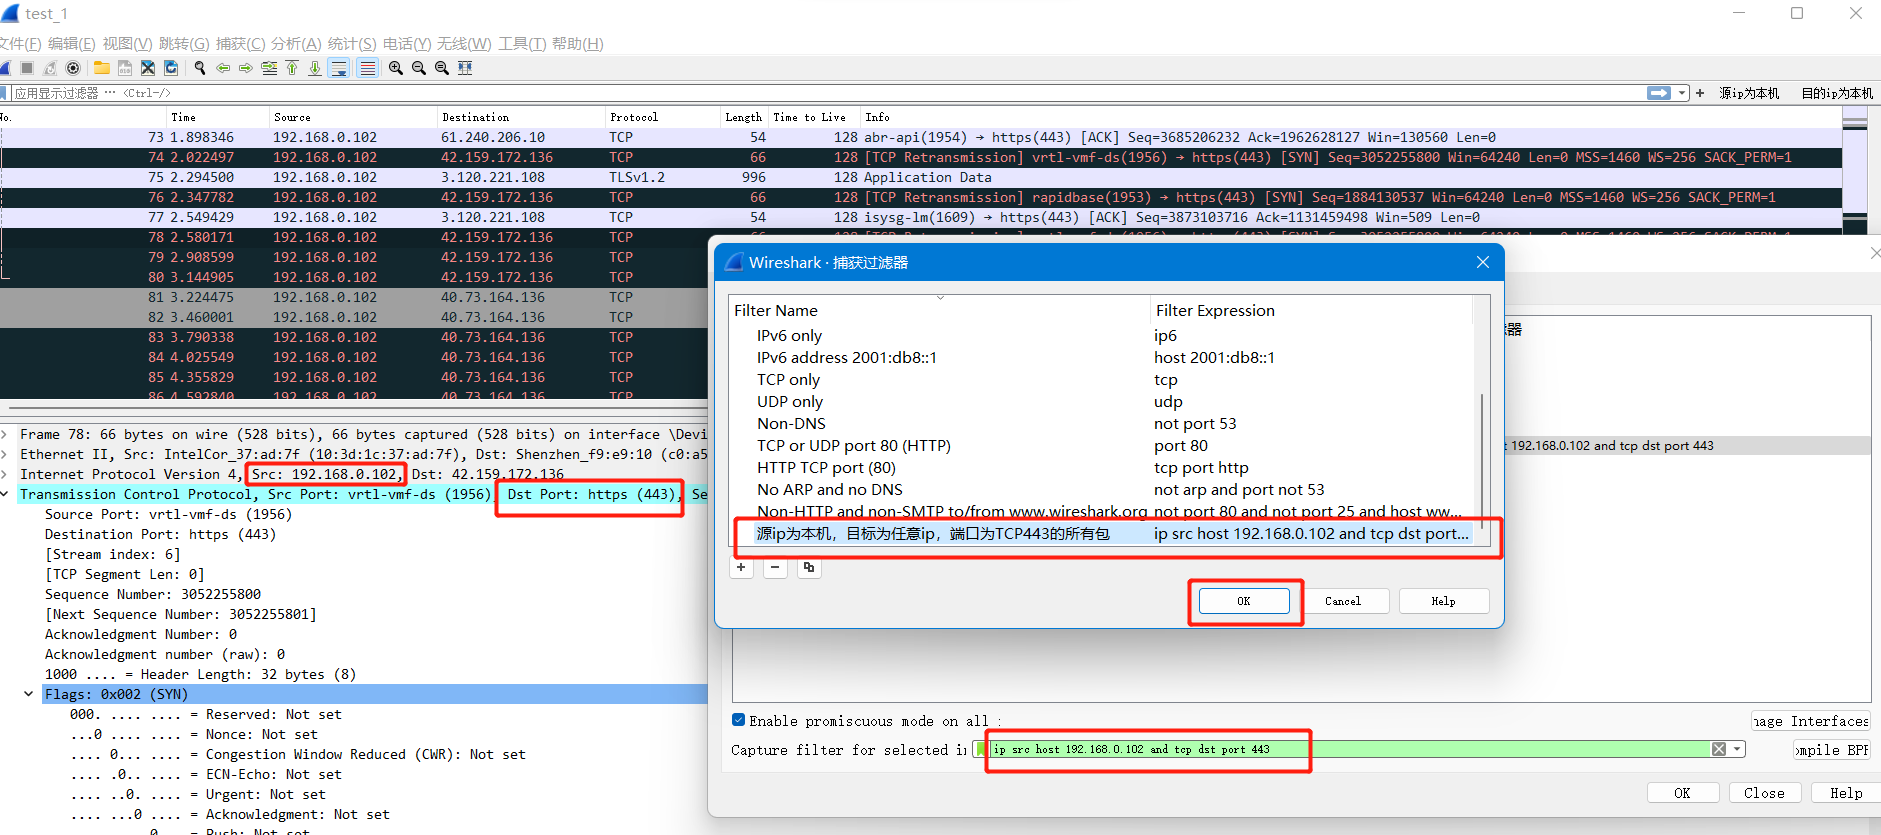 test_1
文件(F) 编辑(E) 视图(V) 跳转(G) 捕获(C) 分析(A) 统计(S) 电话(Y) 无线(W) 工具(T) 帮助(H)
应用显示过滤器 … <Ctrl-/>
+ 源ip为本机 目的ip为本机
No. Time Source Destination Protocol Length Time to Live Info
73 1.898346 192.168.0.102 61.240.206.10 TCP 54 128 abr-api(1954) → https(443) [ACK] Seq=3685206232 Ack=1962628127 Win=130560 Len=0
74 2.022497 192.168.0.102 42.159.172.136 TCP 66 128 [TCP Retransmission] vrtl-vmf-ds(1956) → https(443) [SYN] Seq=3052255800 Win=64240 Len=0 MSS=1460 WS=256 SACK_PERM=1
75 2.294500 192.168.0.102 3.120.221.108 TLSv1.2 996 128 Application Data
76 2.347782 192.168.0.102 42.159.172.136 TCP 66 128 [TCP Retransmission] rapidbase(1953) → https(443) [SYN] Seq=1884130537 Win=64240 Len=0 MSS=1460 WS=256 SACK_PERM=1
77 2.549429 192.168.0.102 3.120.221.108 TCP 54 128 isysg-lm(1609) → https(443) [ACK] Seq=3873103716 Ack=1131459498 Win=509 Len=0
78 2.580171 192.168.0.102 42.159.172.136 TCP
79 2.908599 192.168.0.102 42.159.172.136 TCP
80 3.144905 192.168.0.102 42.159.172.136 TCP
81 3.224475 192.168.0.102 40.73.164.136 TCP
82 3.460001 192.168.0.102 40.73.164.136 TCP
83 3.790338 192.168.0.102 40.73.164.136 TCP
84 4.025549 192.168.0.102 40.73.164.136 TCP
85 4.355829 192.168.0.102 40.73.164.136 TCP
86 4.592840 192.168.0.102 40.73.164.136 TCP
Frame 78: 66 bytes on wire (528 bits), 66 bytes captured (528 bits) on interface \Devi
Ethernet II, Src: IntelCor_37:ad:7f (10:3d:1c:37:ad:7f), Dst: Shenzhen_f9:e9:10 (c0:a5
Internet Protocol Version 4, Src: 192.168.0.102, Dst: 42.159.172.136
Transmission Control Protocol, Src Port: vrtl-vmf-ds (1956), Dst Port: https (443), Se
Source Port: vrtl-vmf-ds (1956)
Destination Port: https (443)
[Stream index: 6]
[TCP Segment Len: 0]
Sequence Number: 3052255800
[Next Sequence Number: 3052255801]
Acknowledgment Number: 0
Acknowledgment number (raw): 0
1000 .... = Header Length: 32 bytes (8)
Flags: 0x002 (SYN)
000. .... .... = Reserved: Not set
...0 .... .... = Nonce: Not set
.... 0... .... = Congestion Window Reduced (CWR): Not set
.... .0.. .... = ECN-Echo: Not set
.... ..0. .... = Urgent: Not set
.... ...0 .... = Acknowledgment: Not set
.... .... 0... = Push: Not set
Wireshark · 捕获过滤器
Filter Name Filter Expression
IPv6 only ip6
IPv6 address 2001:db8::1 host 2001:db8::1
TCP only tcp
UDP only udp
Non-DNS not port 53
TCP or UDP port 80 (HTTP) port 80
HTTP TCP port (80) tcp port http
No ARP and no DNS not arp and port not 53
Non-HTTP and non-SMTP to/from www.wireshark.org not port 80 and not port 25 and host ww...
源ip为本机，目标为任意ip，端口为TCP443的所有包 ip src host 192.168.0.102 and tcp dst port...
+ −
OK Cancel Help
器
t 192.168.0.102 and tcp dst port 443
Enable promiscuous mode on all :
nage Interfaces
Capture filter for selected in ip src host 192.168.0.102 and tcp dst port 443
ompile BPF
OK Close Help